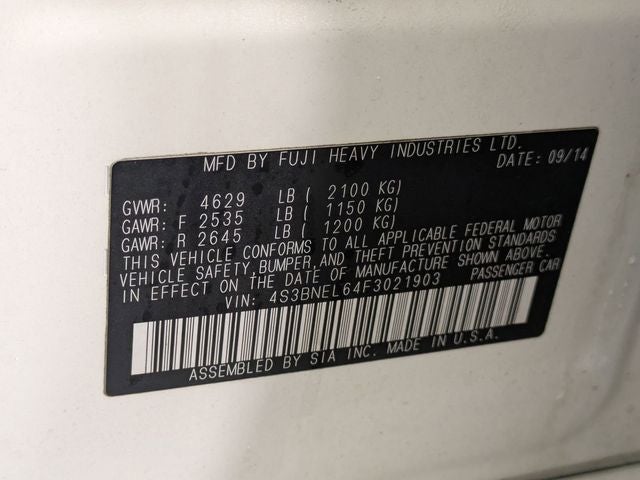 MFD BY FUJI HEAVY INDUSTRIES LTD.
DATE: 09/14
GVWR: 4629 LB ( 2100 KG)
GAWR: F 2535 LB ( 1150 KG)
GAWR: R 2645 LB ( 1200 KG)
THIS VEHICLE CONFORMS TO ALL APPLICABLE FEDERAL MOTOR
VEHICLE SAFETY, BUMPER, AND THEFT PREVENTION STANDARDS
IN EFFECT ON THE DATE OF MANUFACTURE SHOWN ABOVE.
VIN: 4S3BNEL64F3021903 PASSENGER CAR
ASSEMBLED BY SIA INC. MADE IN U.S.A.